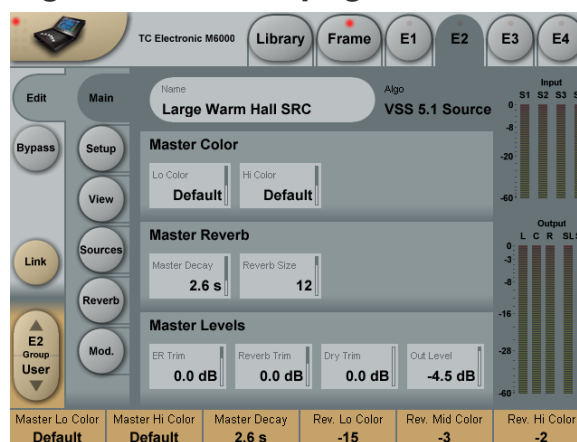 TC Electronic M6000
Library
Frame
E1
E2
E3
E4
Edit
Main
Name
Large Warm Hall SRC
Algo
VSS 5.1 Source
Input
S1 S2 S3
0
-8
-20
-60
Bypass
Setup
Master Color
Lo Color
Default
Hi Color
Default
View
Link
Sources
Master Reverb
Master Decay
2.6 s
Reverb Size
12
Output
L C R SL
0
-3
-8
-16
-28
-60
Reverb
E2
Group
User
Mod.
Master Levels
ER Trim
0.0 dB
Reverb Trim
0.0 dB
Dry Trim
0.0 dB
Out Level
-4.5 dB
Master Lo Color
Default
Master Hi Color
Default
Master Decay
2.6 s
Rev. Lo Color
-15
Rev. Mid Color
-3
Rev. Hi Color
-2